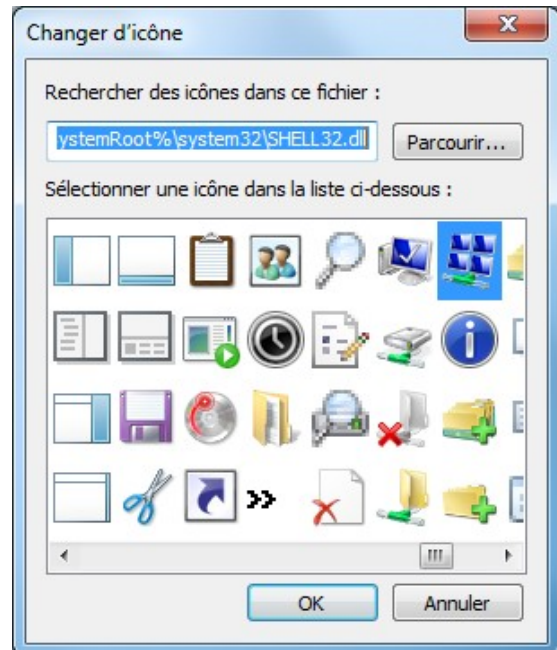 Changer d'icône
Rechercher des icônes dans ce fichier :
ystemRoot%\system32\SHELL32.dll
Parcourir...
Sélectionner une icône dans la liste ci-dessous :
OK
Annuler